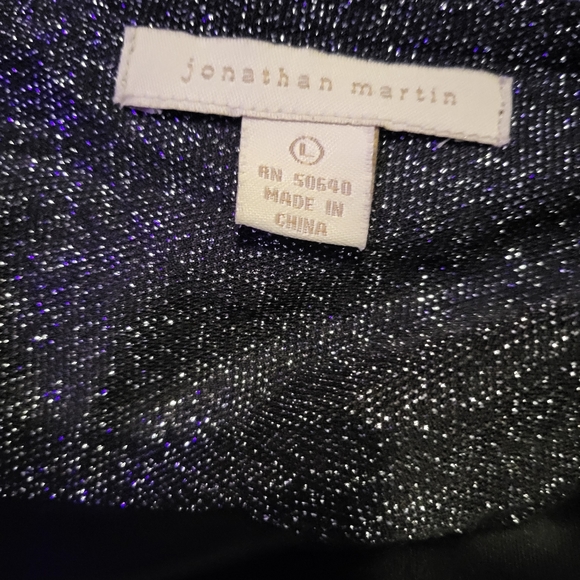 jonathan martin
L
RN 50640
MADE IN
CHINA